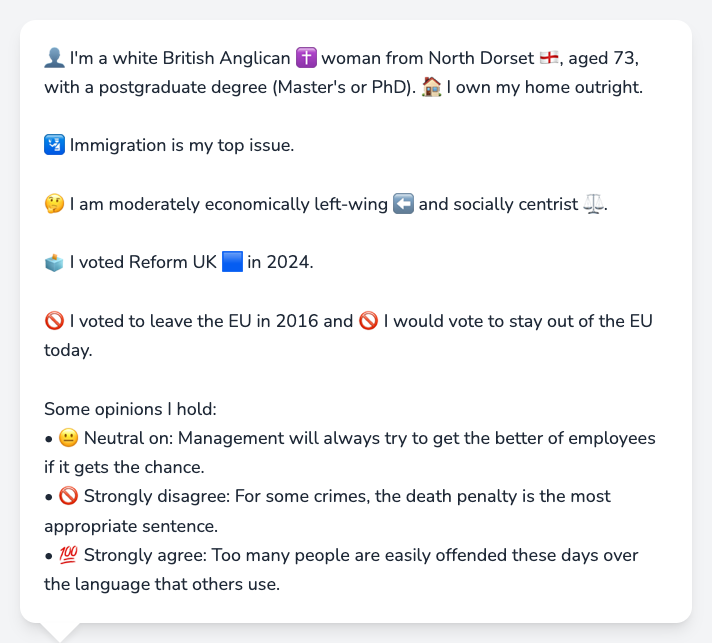 👤 I'm a white British Anglican ✝️ woman from North Dorset 🏴󠁧󠁢󠁥󠁮󠁧󠁿, aged 73,
with a postgraduate degree (Master's or PhD). 🏠 I own my home outright.
🛂 Immigration is my top issue.
🤔 I am moderately economically left-wing ⬅️ and socially centrist ⚖️.
🗳️ I voted Reform UK 🟦 in 2024.
🚫 I voted to leave the EU in 2016 and 🚫 I would vote to stay out of the EU
today.
Some opinions I hold:
• 😐 Neutral on: Management will always try to get the better of employees
if it gets the chance.
• 🚫 Strongly disagree: For some crimes, the death penalty is the most
appropriate sentence.
• 💯 Strongly agree: Too many people are easily offended these days over
the language that others use.